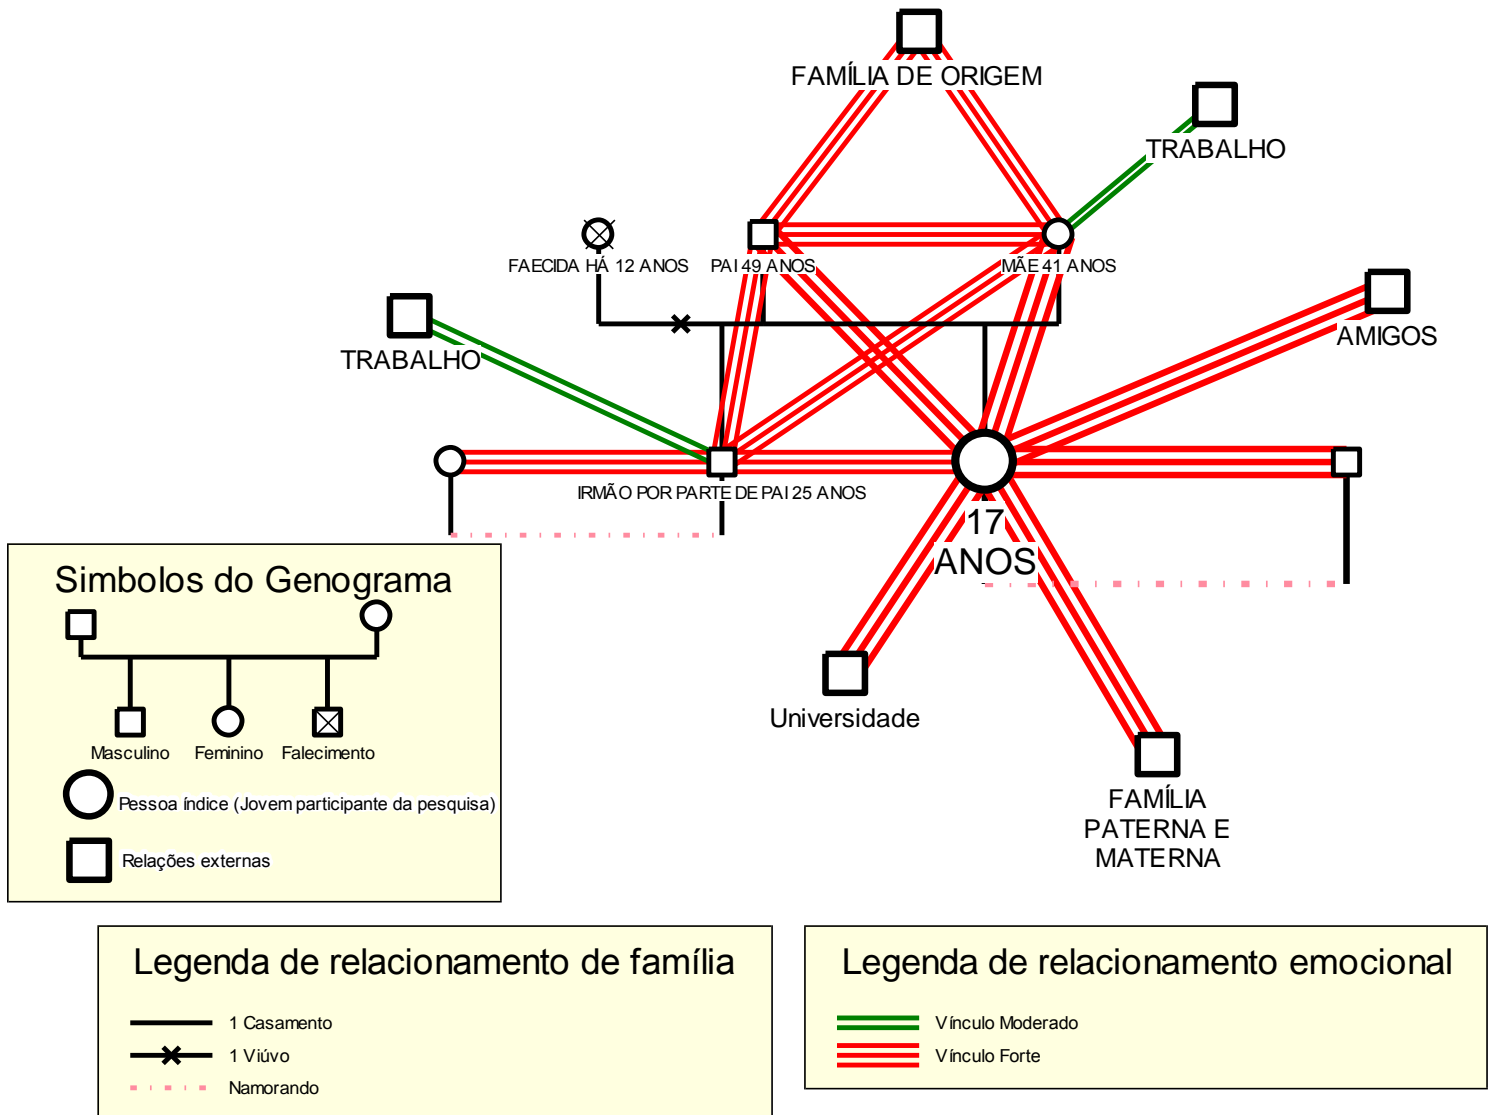 FAMÍLIA DE ORIGEM
TRABALHO
FAECIDA HÁ 12 ANOS
PAI 49 ANOS
MÃE 41 ANOS
TRABALHO
AMIGOS
IRMÃO POR PARTE DE PAI 25 ANOS
17
ANOS
Universidade
FAMÍLIA
PATERNA E
MATERNA
Simbolos do Genograma
Masculino
Feminino
Falecimento
Pessoa índice (Jovem participante da pesquisa)
Relações externas
Legenda de relacionamento de família
1 Casamento
1 Viúvo
Namorando
Legenda de relacionamento emocional
Vínculo Moderado
Vínculo Forte